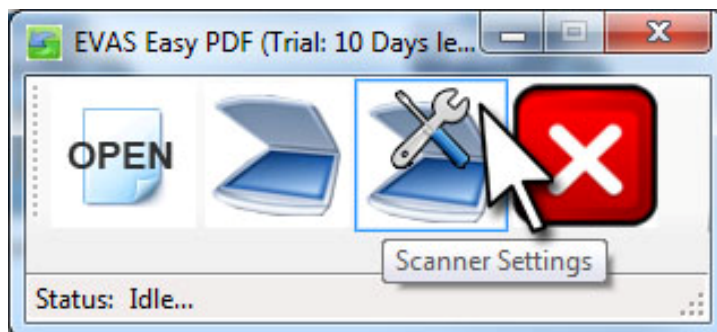 EVAS Easy PDF (Trial: 10 Days le...
OPEN
Scanner Settings
Status: Idle...